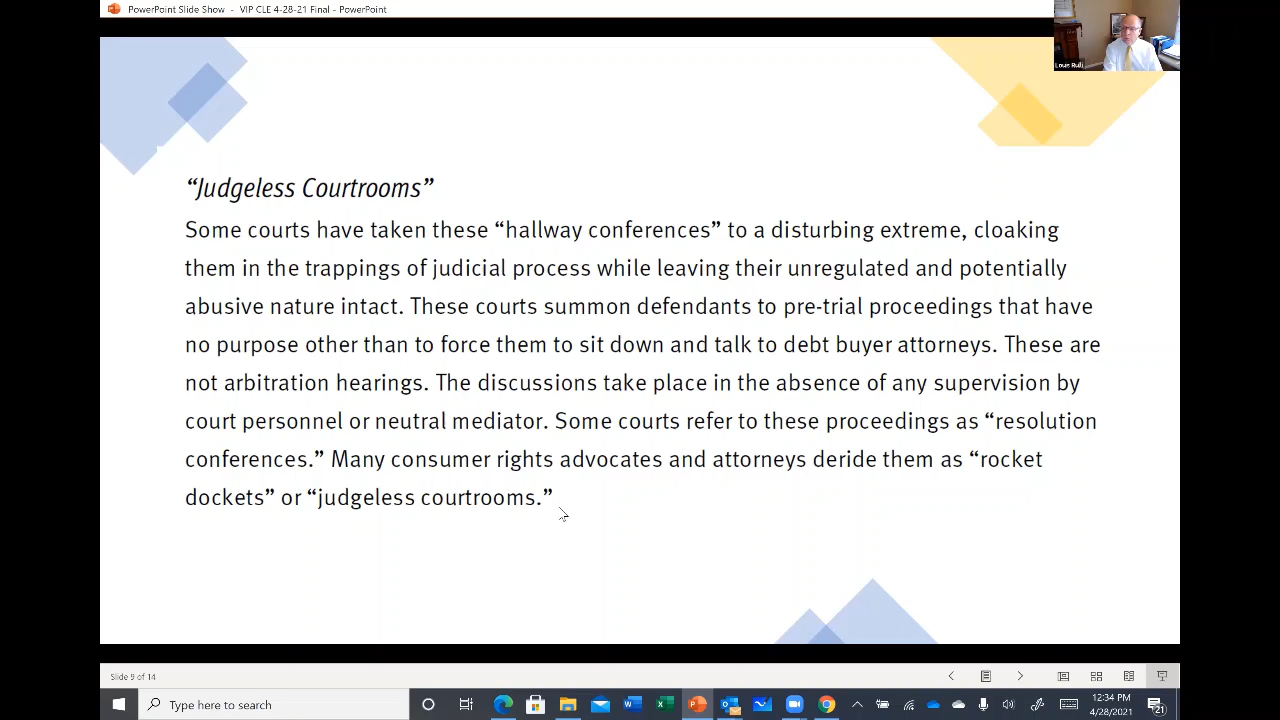 PowerPoint Slide Show - VIP CLE 4-28-21 Final - PowerPoint
Louis Rulli
“Judgeless Courtrooms”
Some courts have taken these “hallway conferences” to a disturbing extreme, cloaking
them in the trappings of judicial process while leaving their unregulated and potentially
abusive nature intact. These courts summon defendants to pre-trial proceedings that have
no purpose other than to force them to sit down and talk to debt buyer attorneys. These are
not arbitration hearings. The discussions take place in the absence of any supervision by
court personnel or neutral mediator. Some courts refer to these proceedings as “resolution
conferences.” Many consumer rights advocates and attorneys deride them as “rocket
dockets” or “judgeless courtrooms.”
Slide 9 of 14
Type here to search
12:34 PM
4/28/2021
21